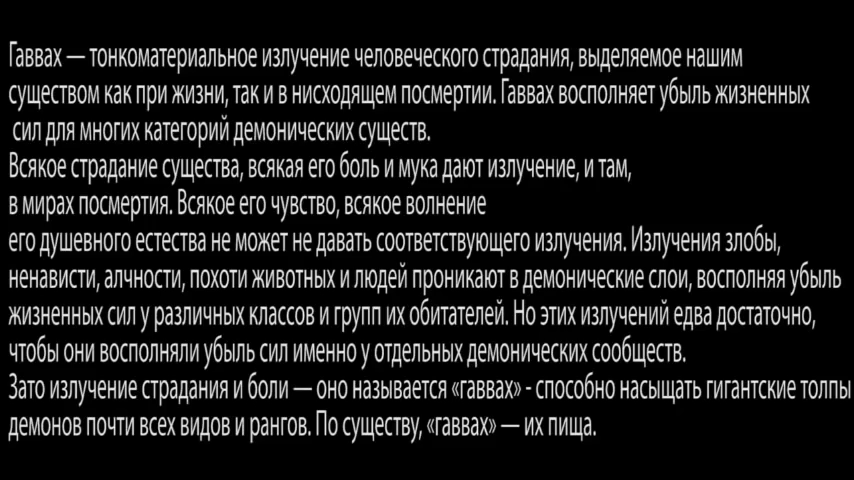 Гаввах — тонкоматериальное излучение человеческого страдания, выделяемое нашим
существом как при жизни, так и в нисходящем посмертии. Гаввах восполняет убыль жизненных
сил для многих категорий демонических существ.
Всякое страдание существа, всякая его боль и мука дают излучение, и там,
в мирах посмертия. Всякое его чувство, всякое волнение
его душевного естества не может не давать соответствующего излучения. Излучения злобы,
ненависти, алчности, похоти животных и людей проникают в демонические слои, восполняя убыль
жизненных сил у различных классов и групп их обитателей. Но этих излучений едва достаточно,
чтобы они восполняли убыль сил именно у отдельных демонических сообществ.
Зато излучение страдания и боли — оно называется «гаввах» - способно насыщать гигантские толпы
демонов почти всех видов и рангов. По существу, «гаввах» — их пища.